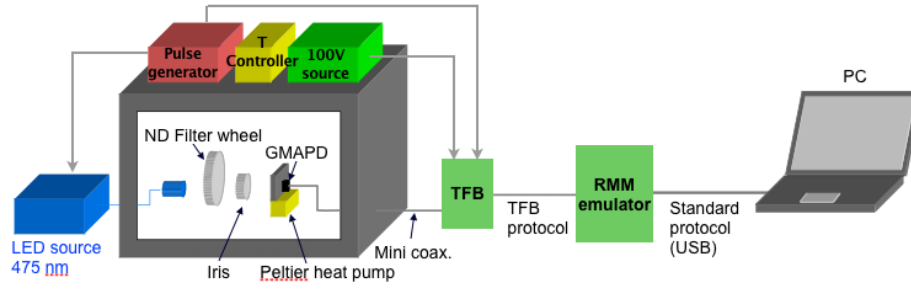 Pulse
generator
T
Controller
100V
source
PC
ND Filter wheel
GMAPD
TFB
RMM
emulator
TFB
protocol
Standard
protocol
(USB)
Mini coax.
LED source
475 nm
Iris
Peltier heat pump